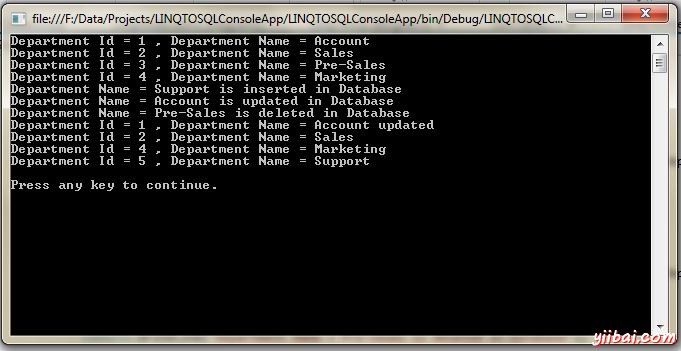 file:///F:/Data/Projects/LINQTOSQLConsoleApp/LINQTOSQLConsoleApp/bin/Debug/LINQTOSQLC...
Department Id = 1 , Department Name = Account
Department Id = 2 , Department Name = Sales
Department Id = 3 , Department Name = Pre-Sales
Department Id = 4 , Department Name = Marketing
Department Name = Support is inserted in Database
Department Name = Account is updated in Database
Department Name = Pre-Sales is deleted in Database
Department Id = 1 , Department Name = Account updated
Department Id = 2 , Department Name = Sales
Department Id = 4 , Department Name = Marketing
Department Id = 5 , Department Name = Support
Press any key to continue.
yiibai.com